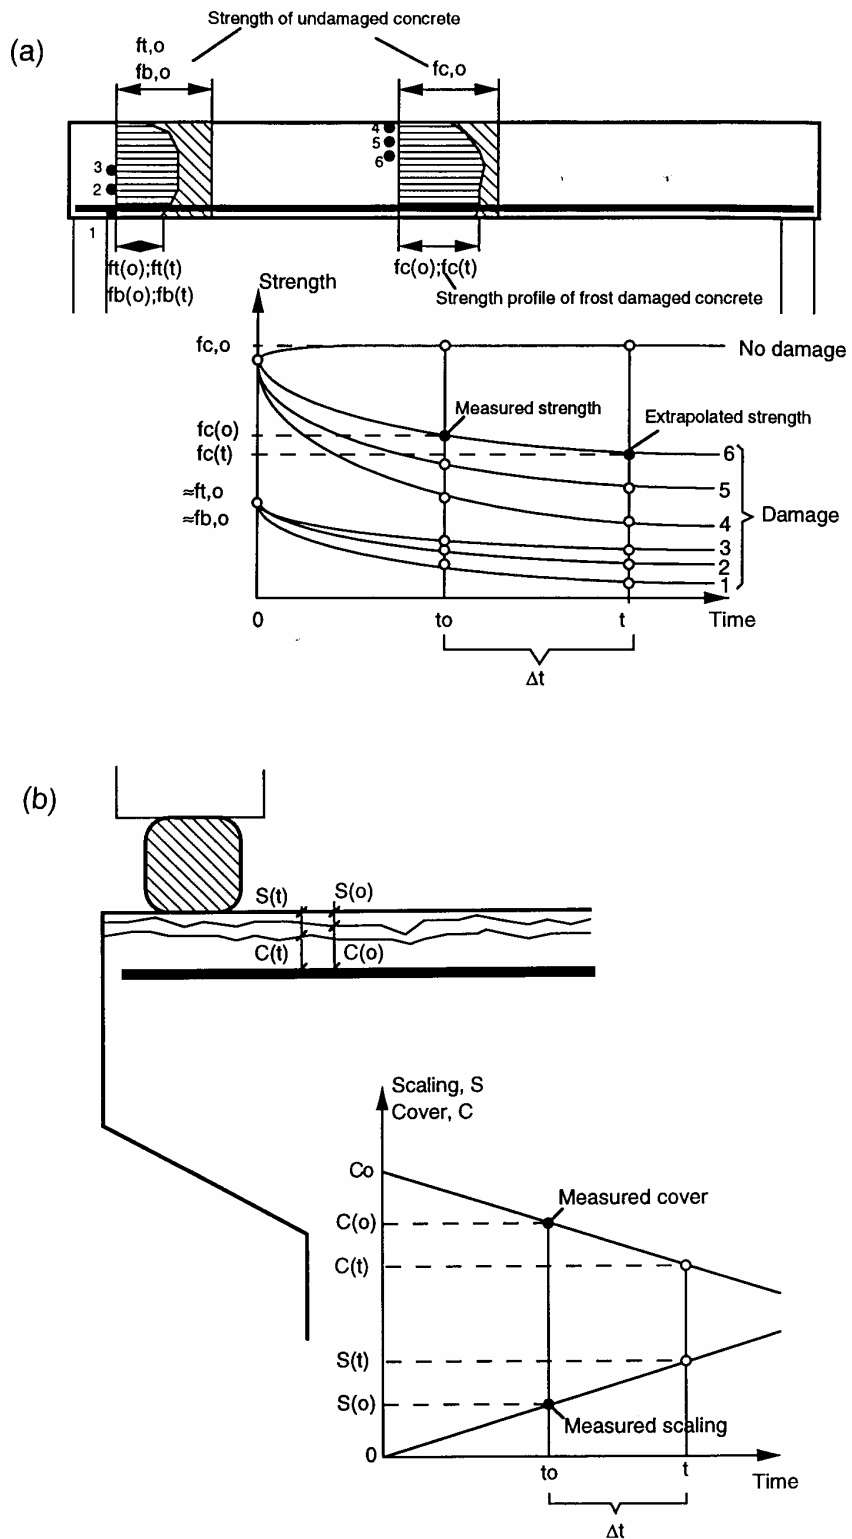 (a)
Strength of undamaged concrete
ft,o
fb,o
fc,o
4
5
6
3
2
1
ft(o);ft(t)
fb(o);fb(t)
fc(o);fc(t)
Strength profile of frost damaged concrete
Strength
fc,o
No damage
Measured strength
Extrapolated strength
fc(o)
fc(t)
6
≈ft,o
5
≈fb,o
4
Damage
3
2
1
0
to
t
Time
Δt
(b)
S(t)
S(o)
C(t)
C(o)
Scaling, S
Cover, C
Co
Measured cover
C(o)
C(t)
S(t)
S(o)
Measured scaling
0
to
t
Time
Δt